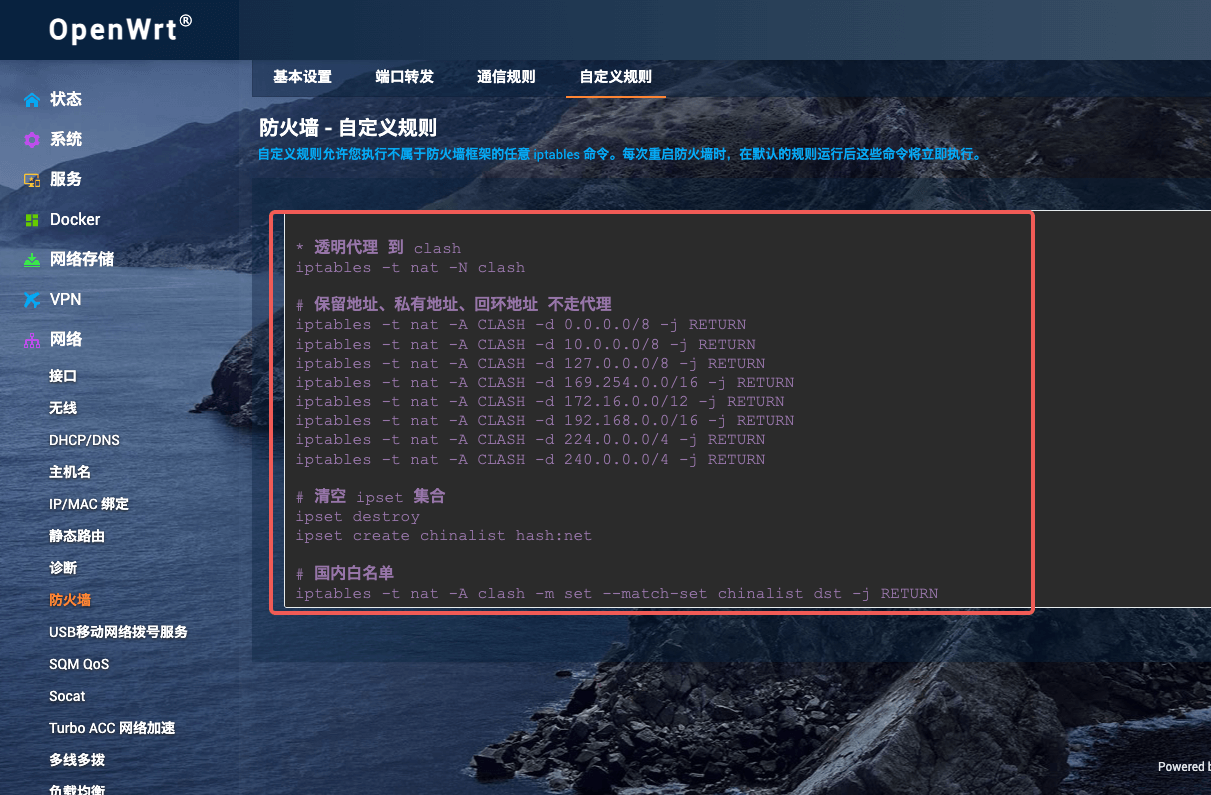 OpenWrt®
基本设置 端口转发 通信规则 自定义规则
状态
系统
服务
Docker
网络存储
VPN
网络
接口
无线
DHCP/DNS
主机名
IP/MAC 绑定
静态路由
诊断
防火墙
USB移动网络拨号服务
SQM QoS
Socat
Turbo ACC 网络加速
多线多拨
负载均衡
防火墙 - 自定义规则
自定义规则允许您执行不属于防火墙框架的任意 iptables 命令。每次重启防火墙时，在默认的规则运行后这些命令将立即执行。
* 透明代理 到 clash
iptables -t nat -N clash
# 保留地址、私有地址、回环地址 不走代理
iptables -t nat -A CLASH -d 0.0.0.0/8 -j RETURN
iptables -t nat -A CLASH -d 10.0.0.0/8 -j RETURN
iptables -t nat -A CLASH -d 127.0.0.0/8 -j RETURN
iptables -t nat -A CLASH -d 169.254.0.0/16 -j RETURN
iptables -t nat -A CLASH -d 172.16.0.0/12 -j RETURN
iptables -t nat -A CLASH -d 192.168.0.0/16 -j RETURN
iptables -t nat -A CLASH -d 224.0.0.0/4 -j RETURN
iptables -t nat -A CLASH -d 240.0.0.0/4 -j RETURN
# 清空 ipset 集合
ipset destroy
ipset create chinalist hash:net
# 国内白名单
iptables -t nat -A clash -m set --match-set chinalist dst -j RETURN
Powered